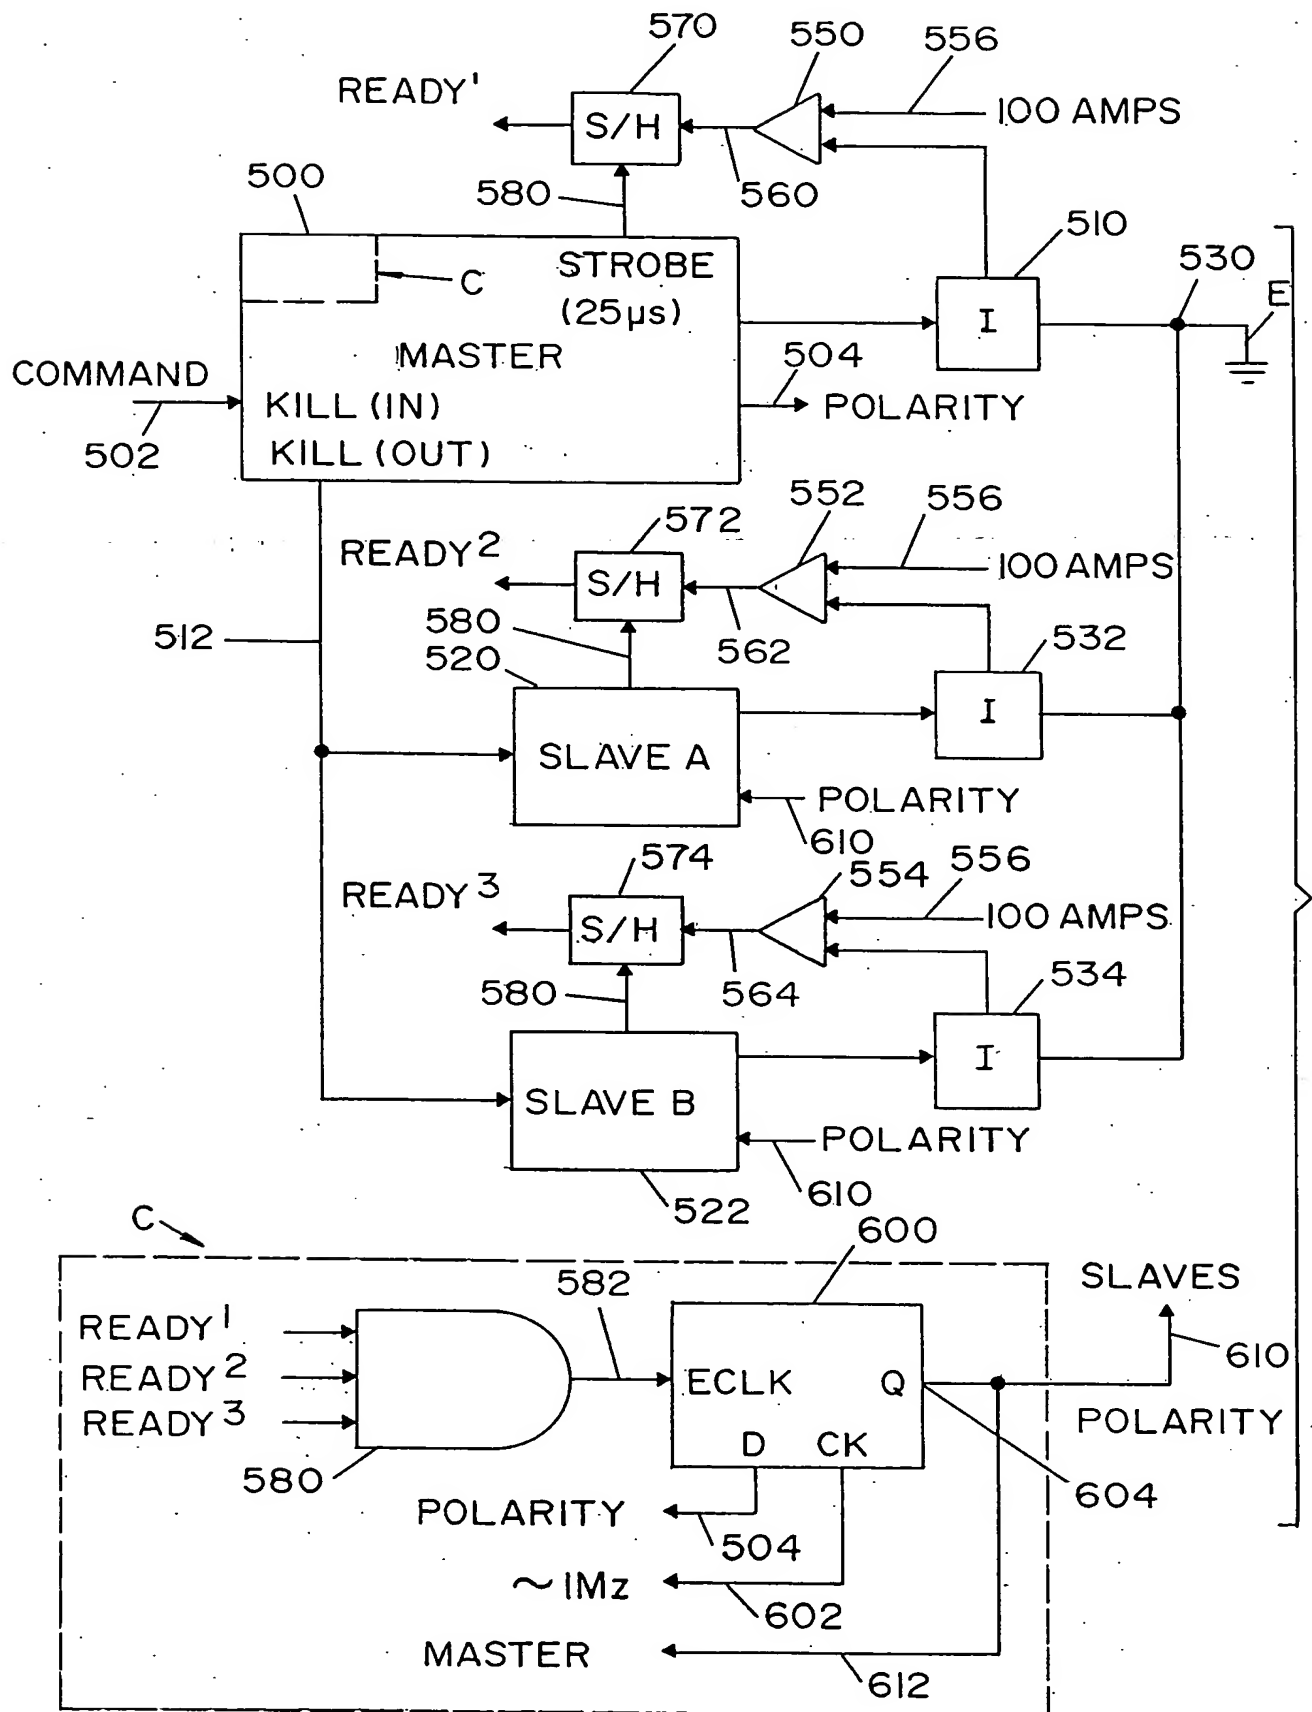 570
550
556
READY1
S/H
100 AMPS
500
580
560
510
530
E
C
STROBE
(25µs)
I
MASTER
504
COMMAND
KILL (IN)
POLARITY
502
KILL (OUT)
572
552
556
READY2
S/H
100 AMPS
512
580
562
532
520
I
SLAVE A
POLARITY
610
574
554
556
READY3
S/H
100 AMPS
580
564
534
I
SLAVE B
POLARITY
522
610
C
600
582
SLAVES
READY1
READY2
READY3
ECLK
Q
610
D
CK
POLARITY
580
POLARITY
504
604
~1Mz
602
MASTER
612